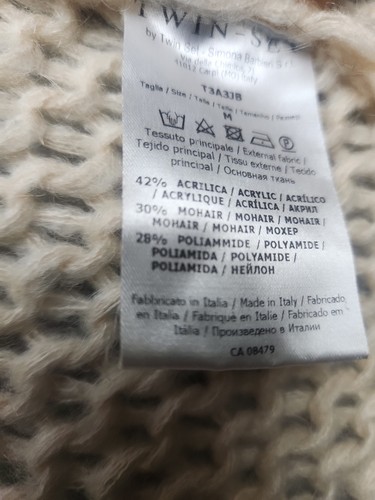 TWIN-SET
by Twin Set - Simona Barbieri S.r.l.
T3A3JB
Taglia / Size / Taille / Talla /
M
Tessuto principale / External fabric /
Tejido principal / Tissu externe / Tecido
principal / Основная ткань
42% ACRILICA / ACRYLIC / ACRÍLICO
/ ACRYLIQUE / ACRÍLICA / АКРИЛ
30% MOHAIR / MOHAIR / MOHAIR /
MOHAIR / MOHAIR / МОХЕР
28% POLIAMMIDE / POLYAMIDE /
POLIAMIDA / POLYAMIDE /
POLIAMIDA / НЕЙЛОН
Fabbricato in Italia / Made in Italy / Fabricado
en Italia / Fabriqué en Italie / Fabricado em
Itália / Произведено в Италии
CA 08479